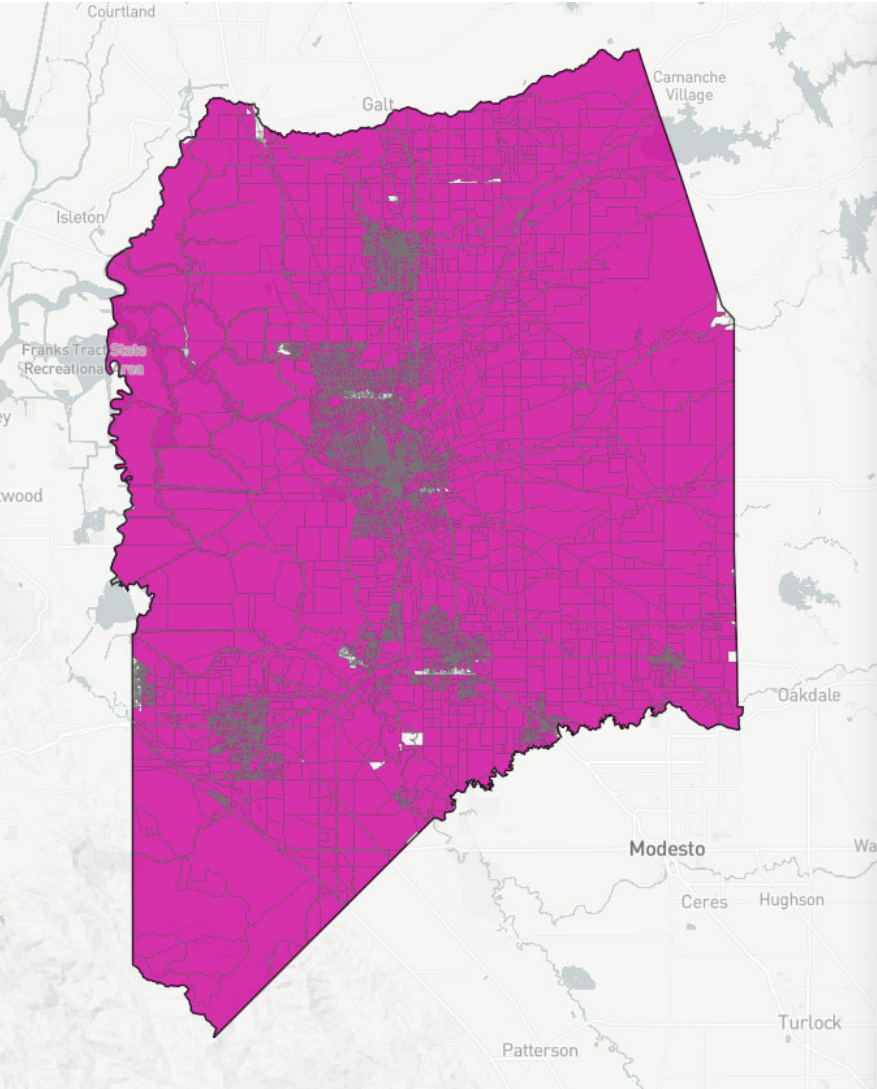 Courtland
Galt
Camanche
Village
Isleton
Franks Tract State
Recreational Area
ey
twood
Oakdale
Modesto
Wa
Ceres
Hughson
Turlock
Patterson